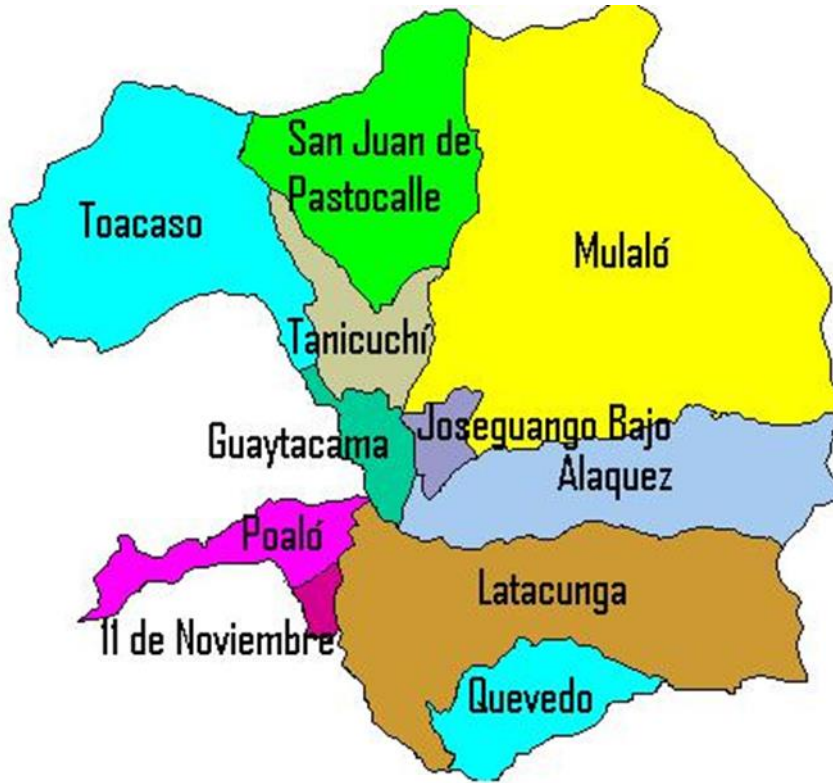 San Juan de
Pastocalle
Toacaso
Mulaló
Tanicuchí
Joseguango Bajo
Guaytacama
Alaquez
Poaló
Latacunga
11 de Noviembre
Quevedo